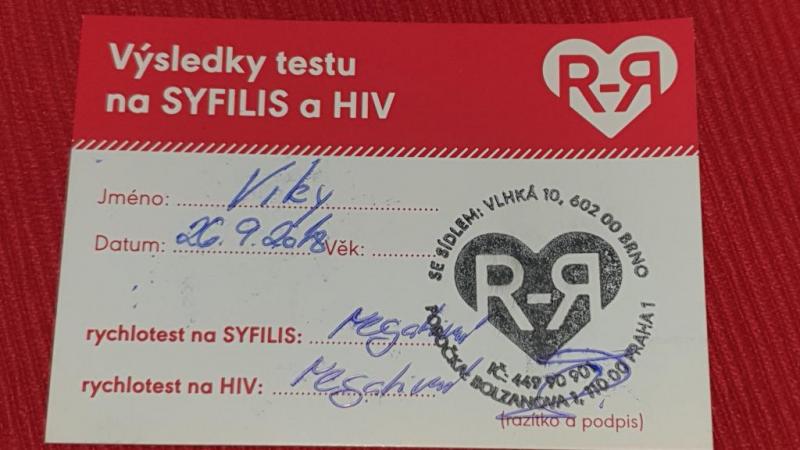 Výsledky testu
na SYFILIS a HIV
R-Я
Jméno: Viky
Datum: 26.9.2018 Věk:
rychlotest na SYFILIS: negativní
rychlotest na HIV: negativní
SE SÍDLEM: VLHKÁ 10, 602 00 BRNO
R-Я
IČ: 449 90 901
POBOČKA: BOLZANOVA 1, 110 00 PRAHA 1
(razítko a podpis)